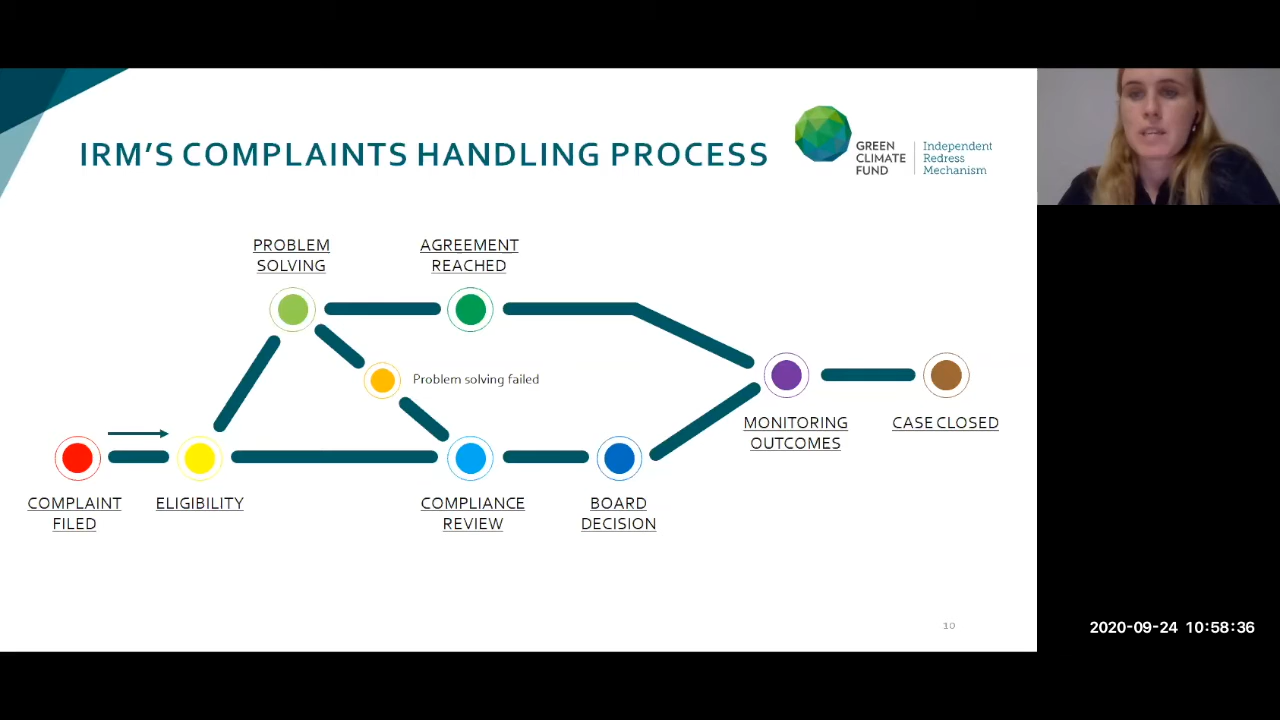 IRM'S COMPLAINTS HANDLING PROCESS
GREEN
CLIMATE
FUND
Independent
Redress
Mechanism
PROBLEM
SOLVING
AGREEMENT
REACHED
Problem solving failed
MONITORING
OUTCOMES
CASE CLOSED
COMPLAINT
FILED
ELIGIBILITY
COMPLIANCE
REVIEW
BOARD
DECISION
10
2020-09-24 10:58:36